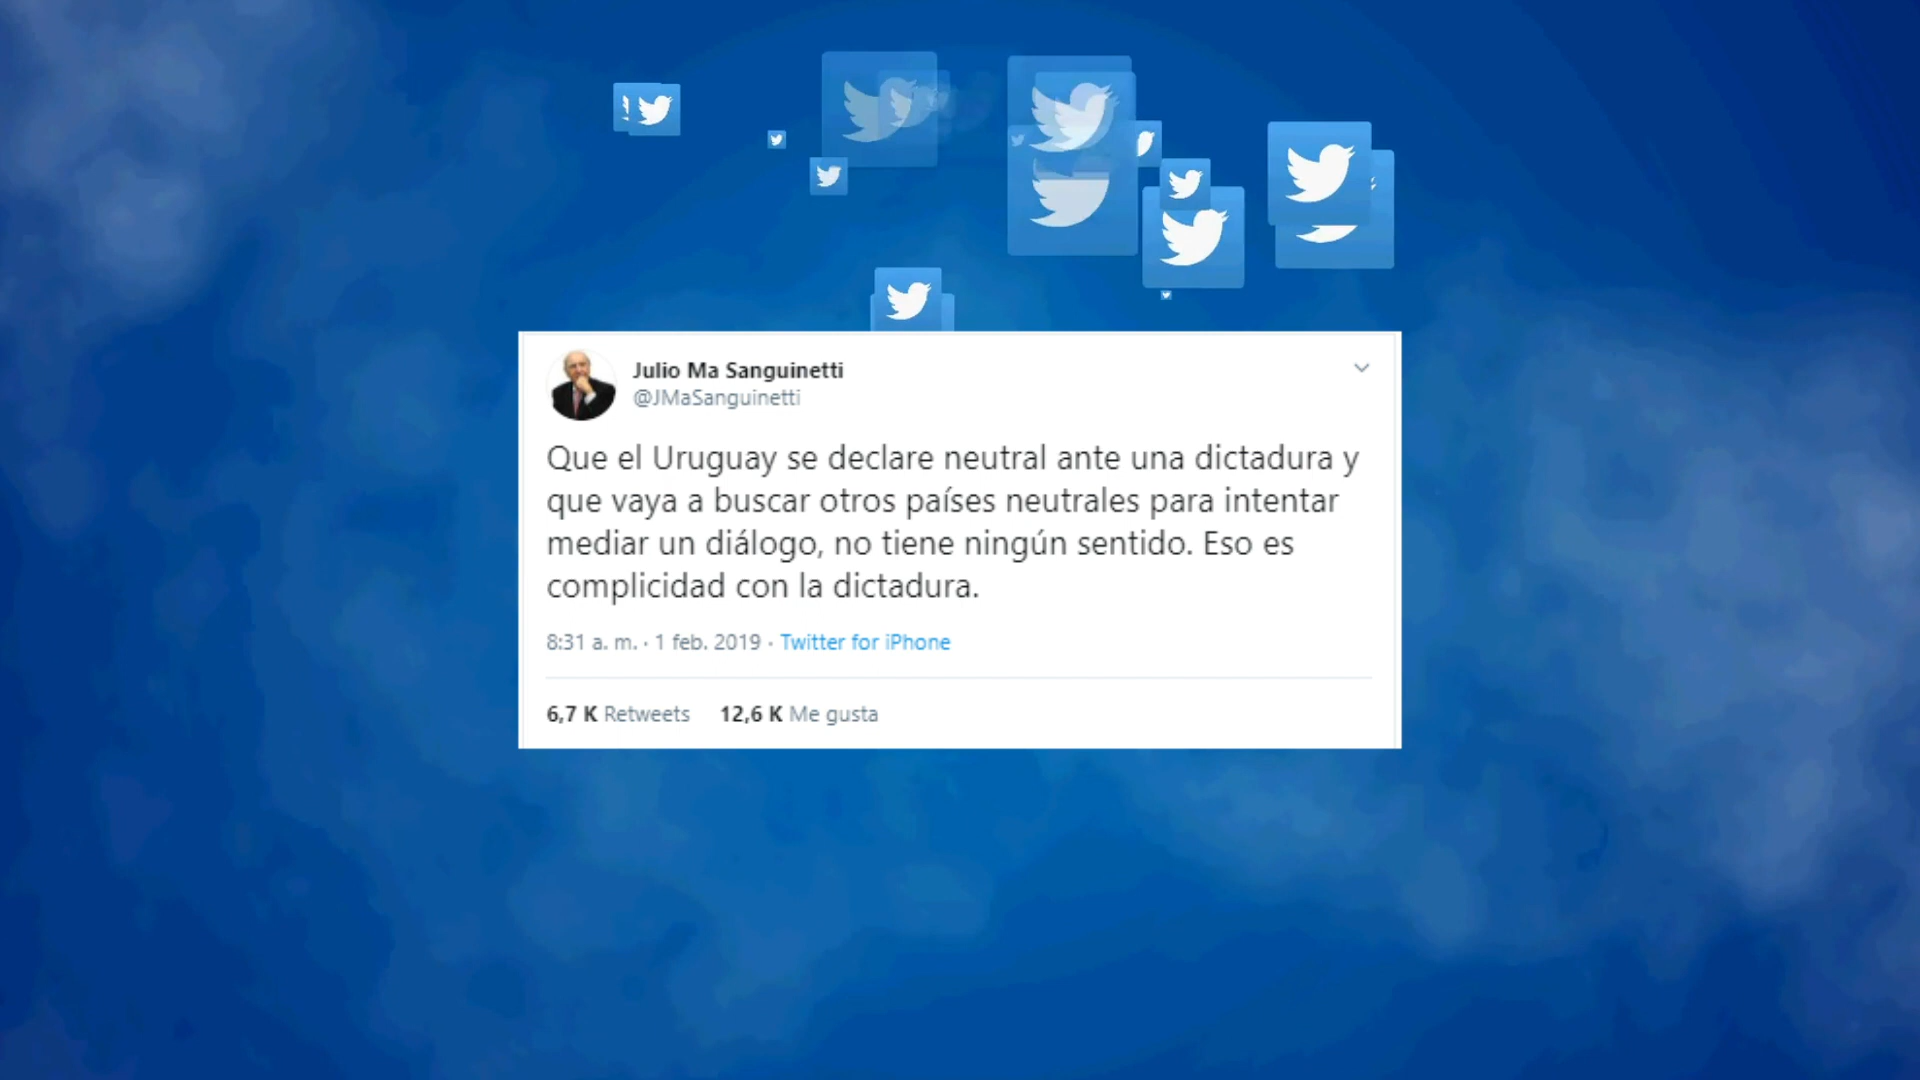 Julio Ma Sanguinetti
@JMaSanguinetti
Que el Uruguay se declare neutral ante una dictadura y
que vaya a buscar otros países neutrales para intentar
mediar un diálogo, no tiene ningún sentido. Eso es
complicidad con la dictadura.
8:31 a. m. · 1 feb. 2019 · Twitter for iPhone
6,7 K Retweets 12,6 K Me gusta